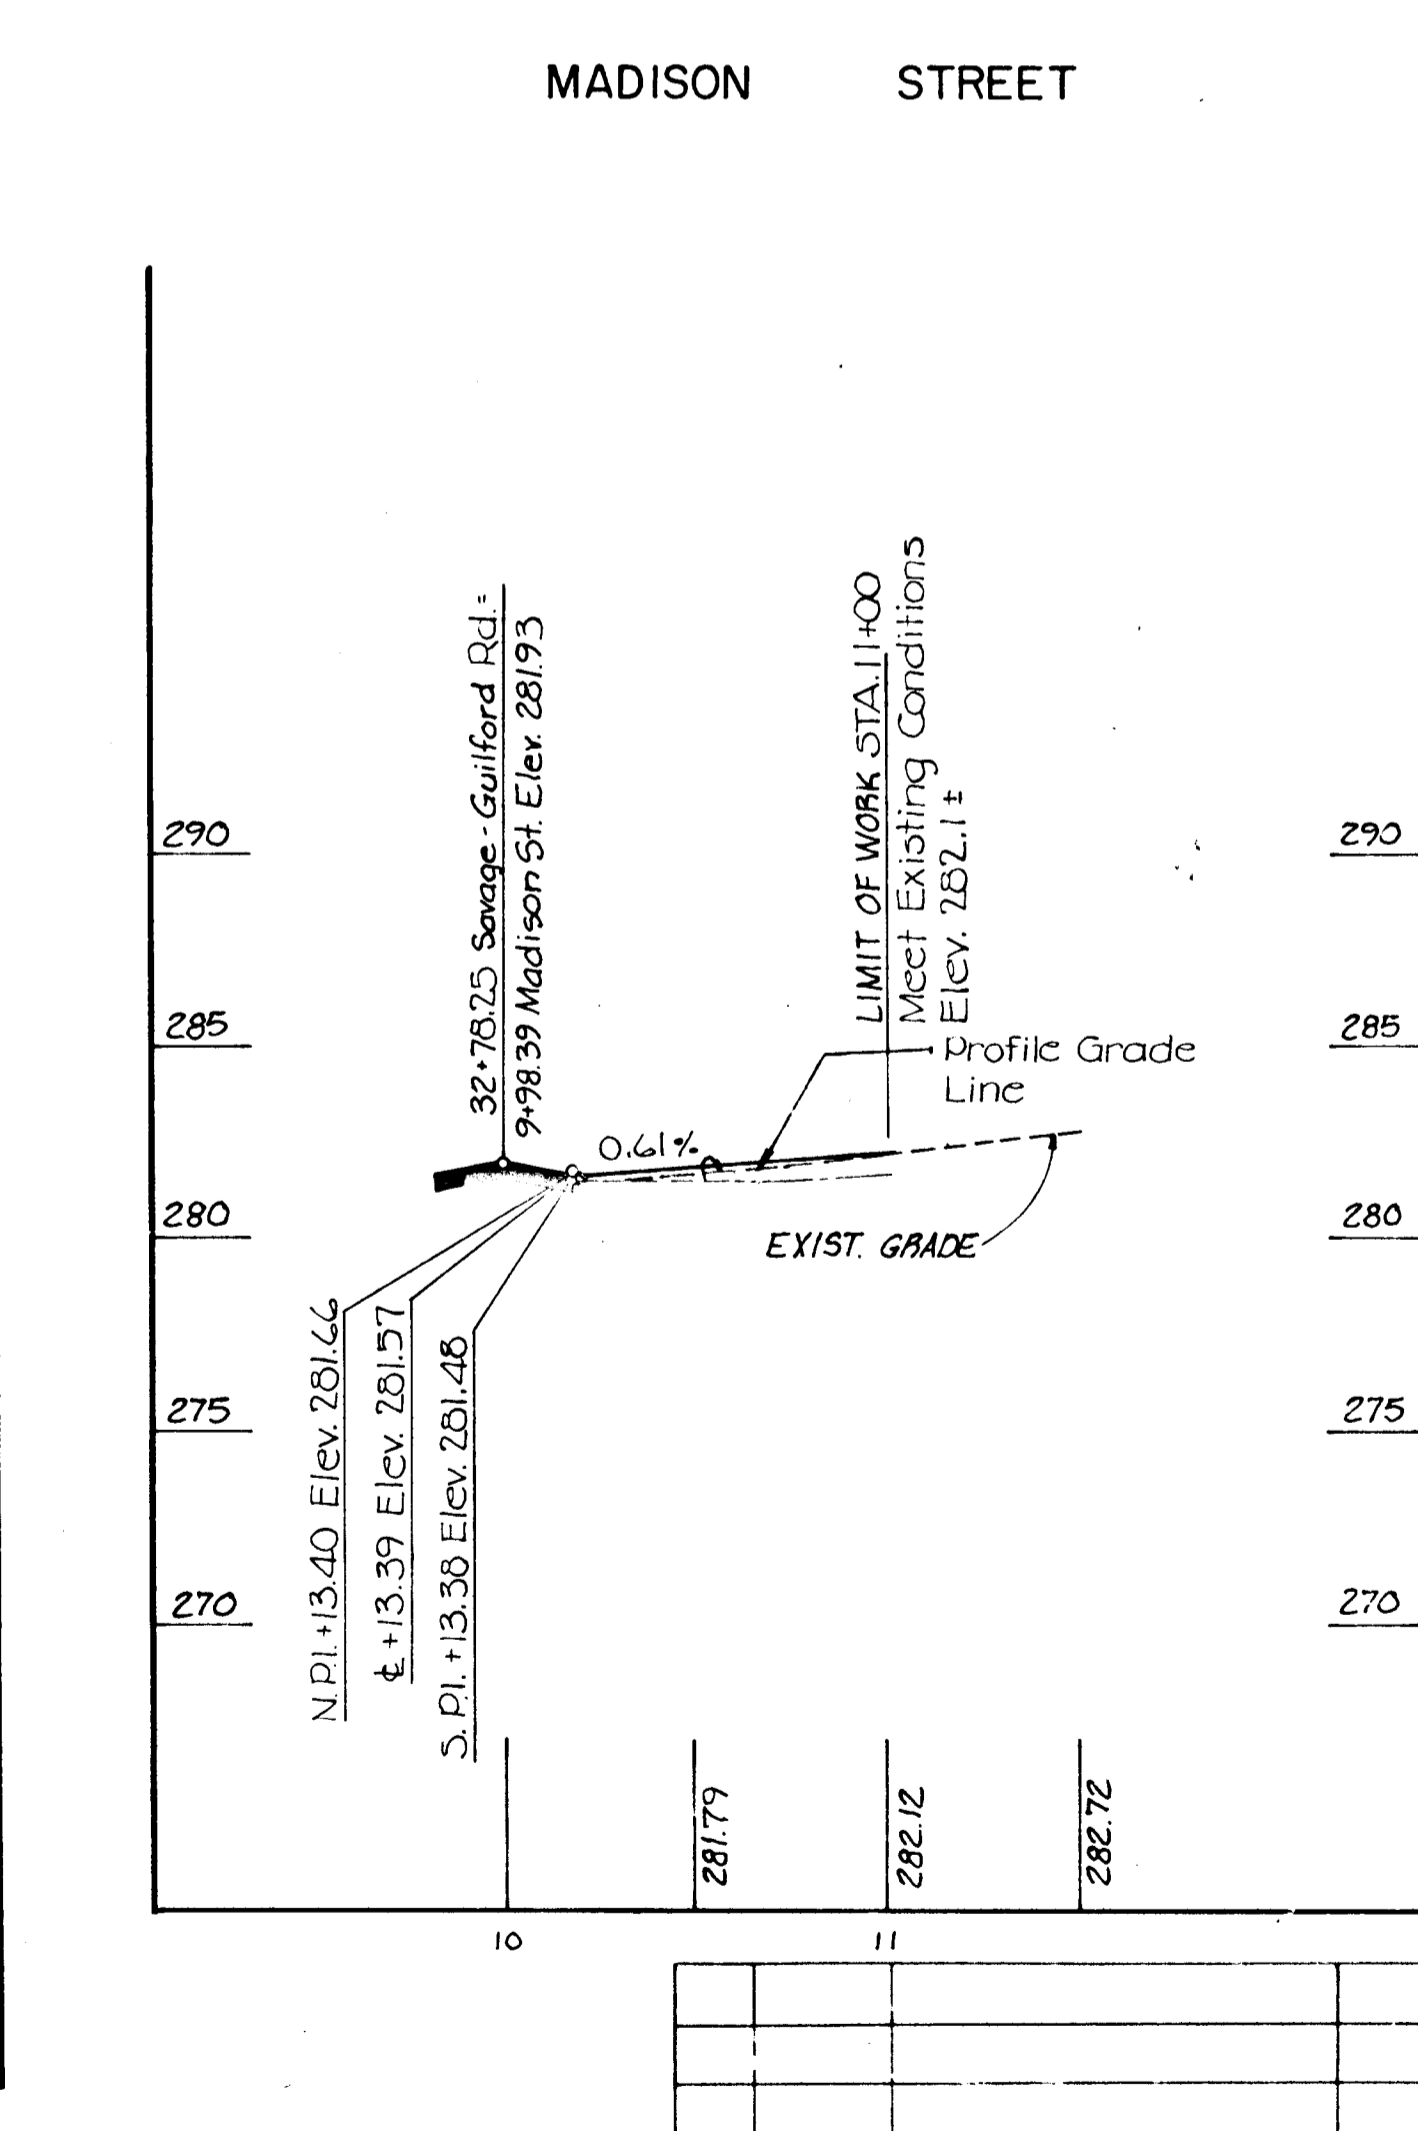 MADISON STREET
32+78.25 Savage-Guilford Rd.=
9+98.39 Madison St. Elev. 281.93
LIMIT OF WORK STA. 11+00
Meet Existing Conditions
Elev. 282.1±
290
290
285
285
Profile Grade
Line
0.61%
280
280
EXIST. GRADE
N.P.I. +13.40 Elev. 281.66
℄ +13.39 Elev. 281.57
S. P.I. +13.38 Elev. 281.48
275
275
270
270
281.79
282.12
282.72
10
11